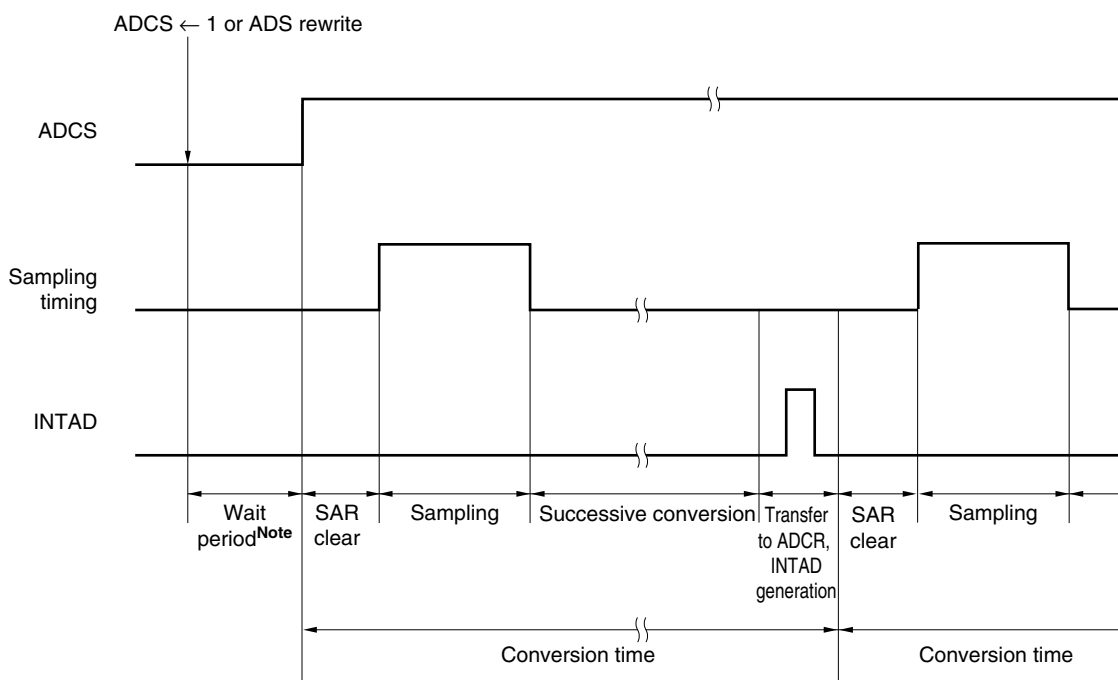 ADCS ← 1 or ADS rewrite
ADCS
Sampling
timing
INTAD
Wait
periodNote
SAR
clear
Sampling
Successive conversion
Transfer
to ADCR,
INTAD
generation
SAR
clear
Sampling
Conversion time
Conversion time